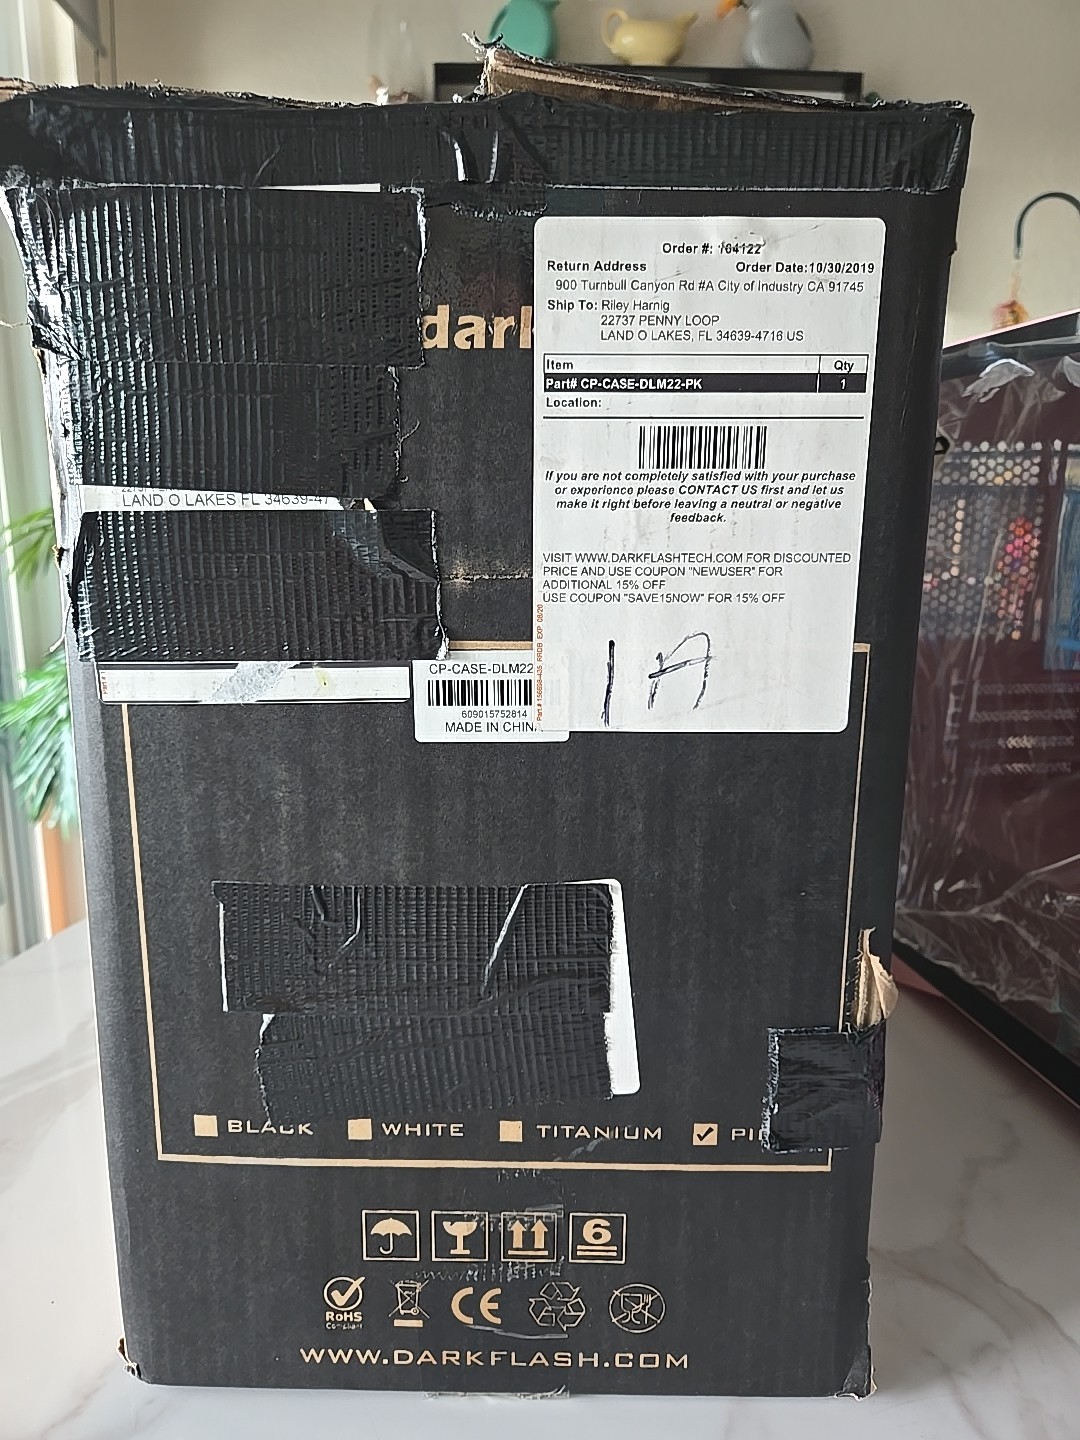 Order #: 104122
Return Address Order Date:10/30/2019
900 Turnbull Canyon Rd #A City of Industry CA 91745
Ship To: Riley Harnig
22737 PENNY LOOP
LAND O LAKES, FL 34639-4716 US
dark
Item Qty
Part# CP-CASE-DLM22-PK 1
Location:
If you are not completely satisfied with your purchase
or experience please CONTACT US first and let us
make it right before leaving a neutral or negative
feedback.
LAND O LAKES FL 34639-47
VISIT WWW.DARKFLASHTECH.COM FOR DISCOUNTED
PRICE AND USE COUPON "NEWUSER" FOR
ADDITIONAL 15% OFF
USE COUPON "SAVE15NOW" FOR 15% OFF
1A
CP-CASE-DLM22
609015752814
MADE IN CHIN
BLACK WHITE TITANIUM PI
6
RoHS
Compliant
CE
WWW.DARKFLASH.COM